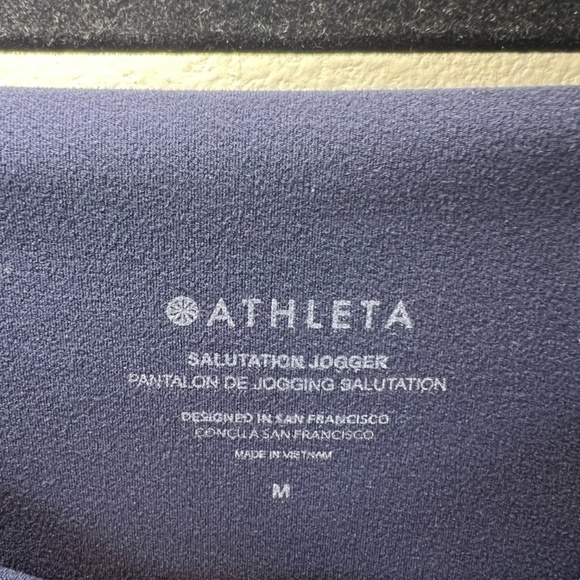 ATHLETA
SALUTATION JOGGER
PANTALON DE JOGGING SALUTATION
DESIGNED IN SAN FRANCISCO
CONÇU À SAN FRANCISCO
MADE IN VIETNAM
M